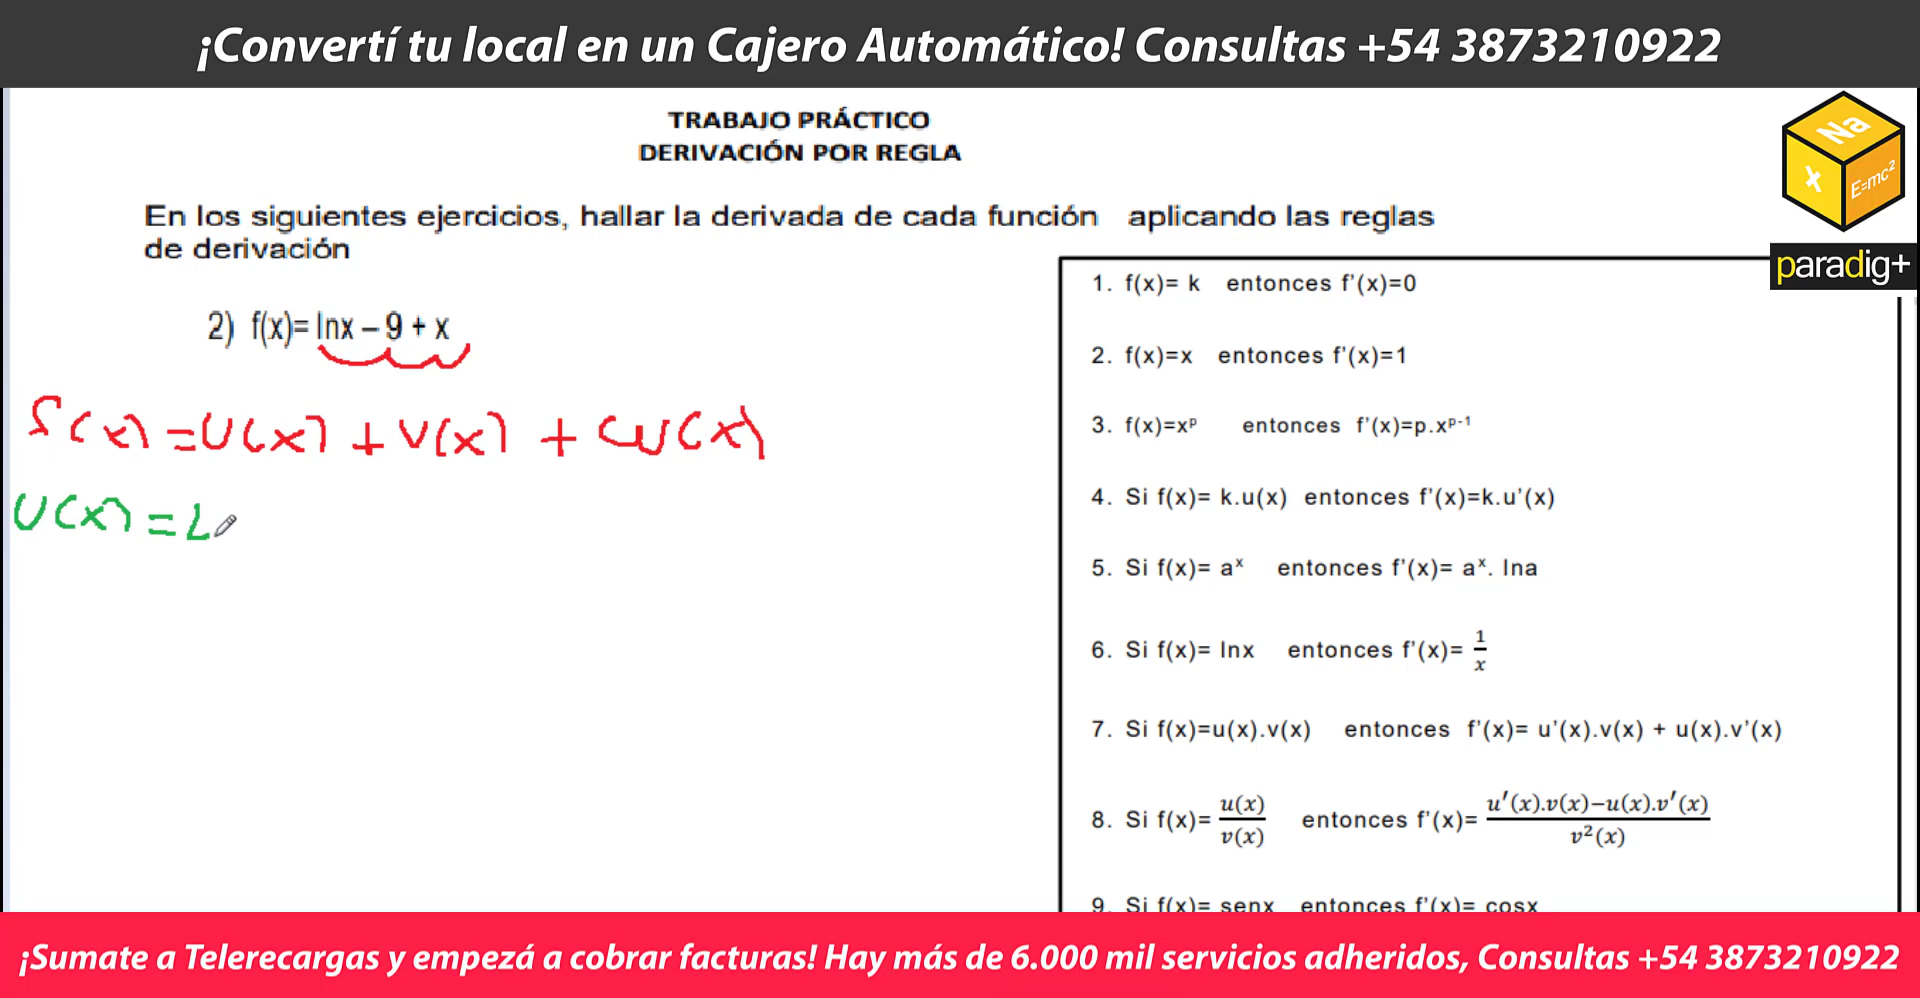 ¡Convertí tu local en un Cajero Automático! Consultas +54 3873210922
TRABAJO PRÁCTICO
DERIVACIÓN POR REGLA
Na
x
E=mc²
paradig+
En los siguientes ejercicios, hallar la derivada de cada función aplicando las reglas
de derivación
2) f(x)= lnx – 9 + x
f(x) = U(x) + V(x) + W(x)
U(x) = L
1. f(x)= k entonces f'(x)=0
2. f(x)=x entonces f'(x)=1
3. f(x)=xᵖ entonces f'(x)=p.xᵖ⁻¹
4. Si f(x)= k.u(x) entonces f'(x)=k.u'(x)
5. Si f(x)= aˣ entonces f'(x)= aˣ. lna
6. Si f(x)= lnx entonces f'(x)= 1/x
7. Si f(x)=u(x).v(x) entonces f'(x)= u'(x).v(x) + u(x).v'(x)
8. Si f(x)= u(x)/v(x) entonces f'(x)= u′(x).v(x)−u(x).v′(x)/v²(x)
9. Si f(x)= senx entonces f'(x)= cosx
¡Sumate a Telerecargas y empezá a cobrar facturas! Hay más de 6.000 mil servicios adheridos, Consultas +54 3873210922